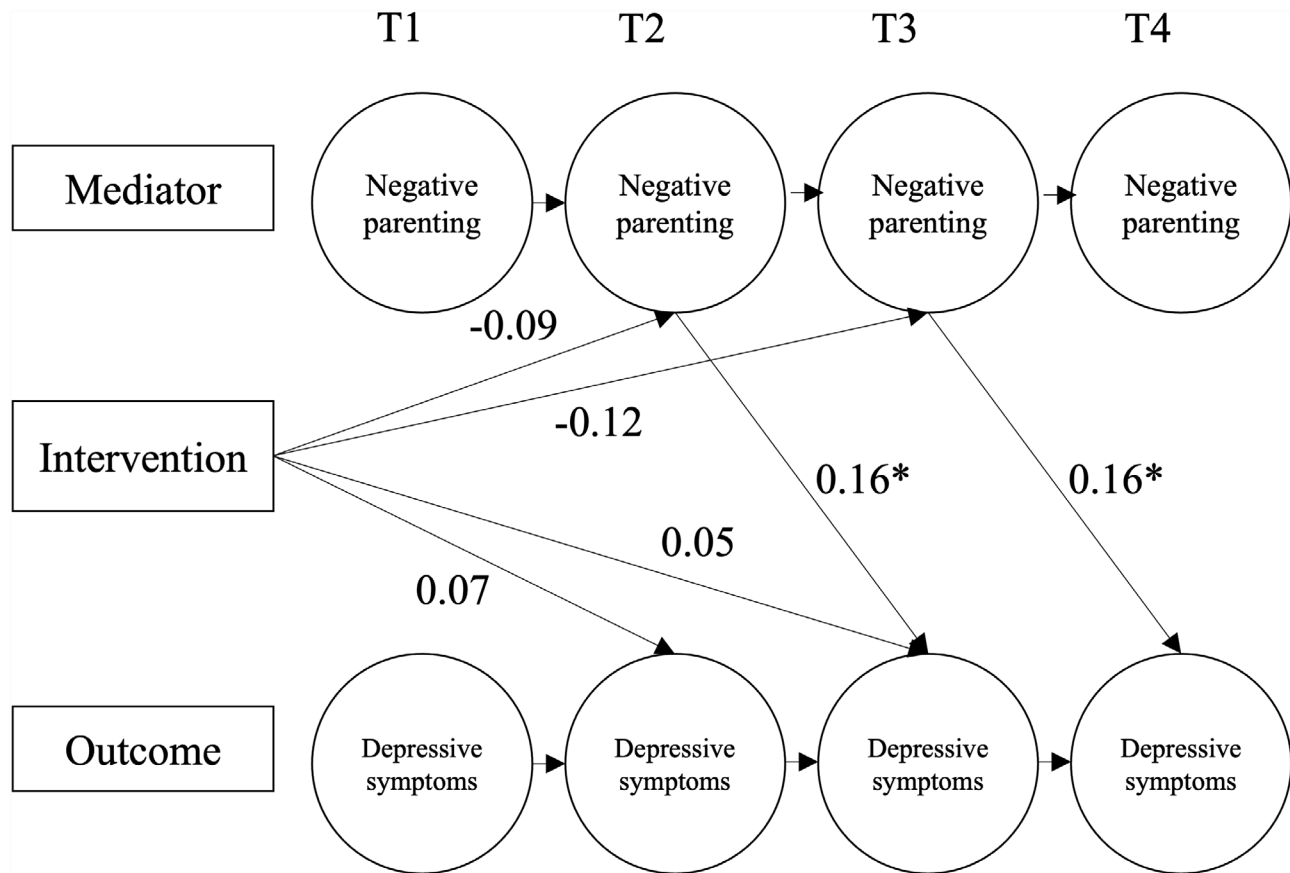 T1 T2 T3 T4
Mediator
Negative
parenting
Negative
parenting
Negative
parenting
Negative
parenting
-0.09
-0.12
Intervention
0.16*
0.16*
0.05
0.07
Outcome
Depressive
symptoms
Depressive
symptoms
Depressive
symptoms
Depressive
symptoms